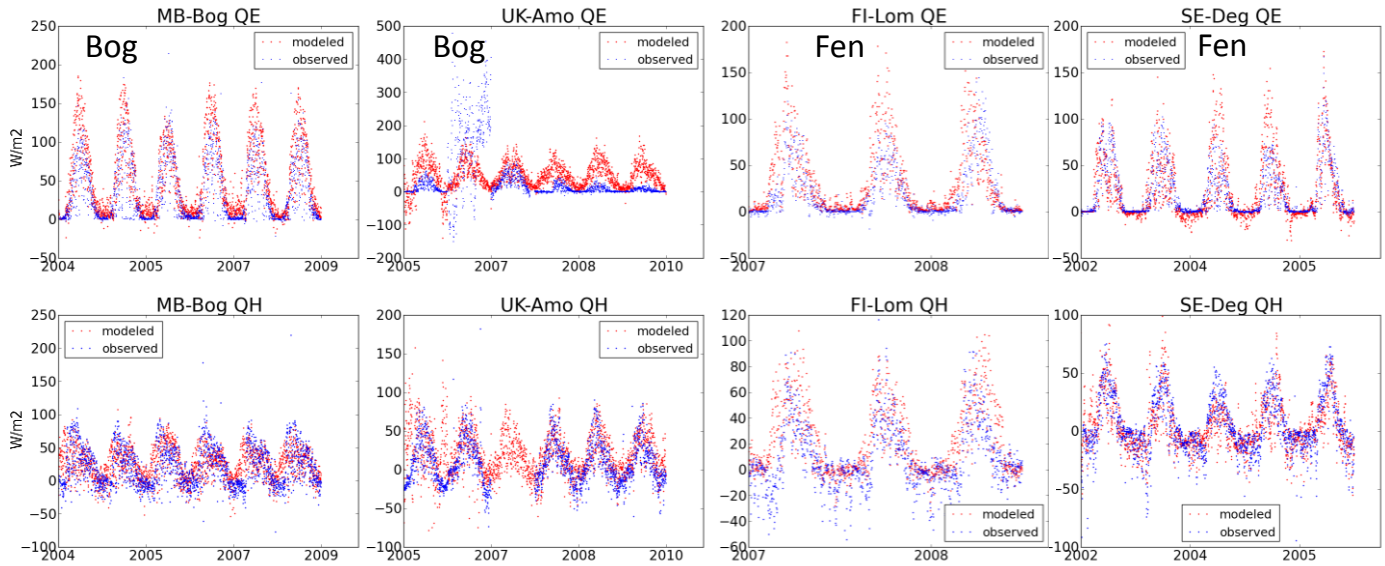 MB-Bog QE
Bog
modeled
observed
W/m2
250
200
150
100
50
0
−50
2004
2005
2007
2009
UK-Amo QE
Bog
modeled
observed
500
400
300
200
100
0
−100
−200
2005
2007
2008
2010
FI-Lom QE
Fen
modeled
observed
200
150
100
50
0
−50
2007
2008
SE-Deg QE
Fen
modeled
observed
200
150
100
50
0
−50
2002
2004
2005
MB-Bog QH
modeled
observed
W/m2
250
200
150
100
50
0
−50
−100
2004
2005
2007
2009
UK-Amo QH
modeled
observed
200
150
100
50
0
−50
−100
2005
2007
2008
2010
FI-Lom QH
modeled
observed
120
100
80
60
40
20
0
−20
−40
−60
2007
2008
SE-Deg QH
modeled
observed
100
50
0
−50
−100
2002
2004
2005